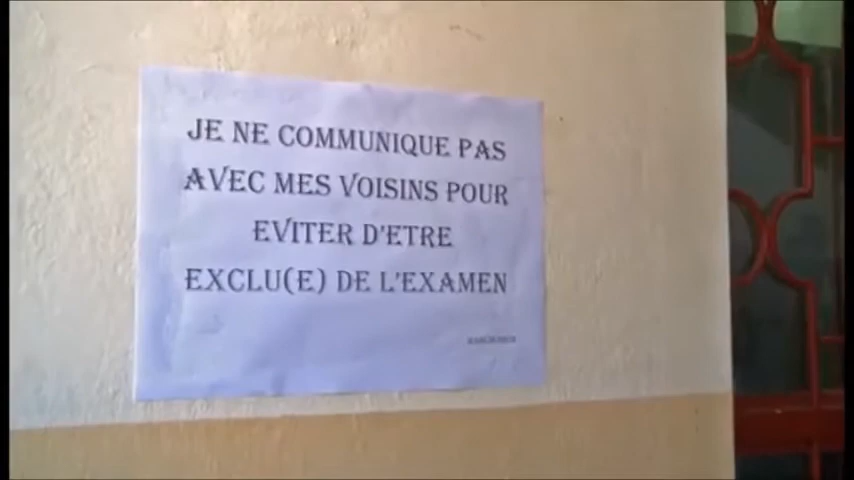 JE NE COMMUNIQUE PAS
AVEC MES VOISINS POUR
EVITER D'ETRE
EXCLU(E) DE L'EXAMEN